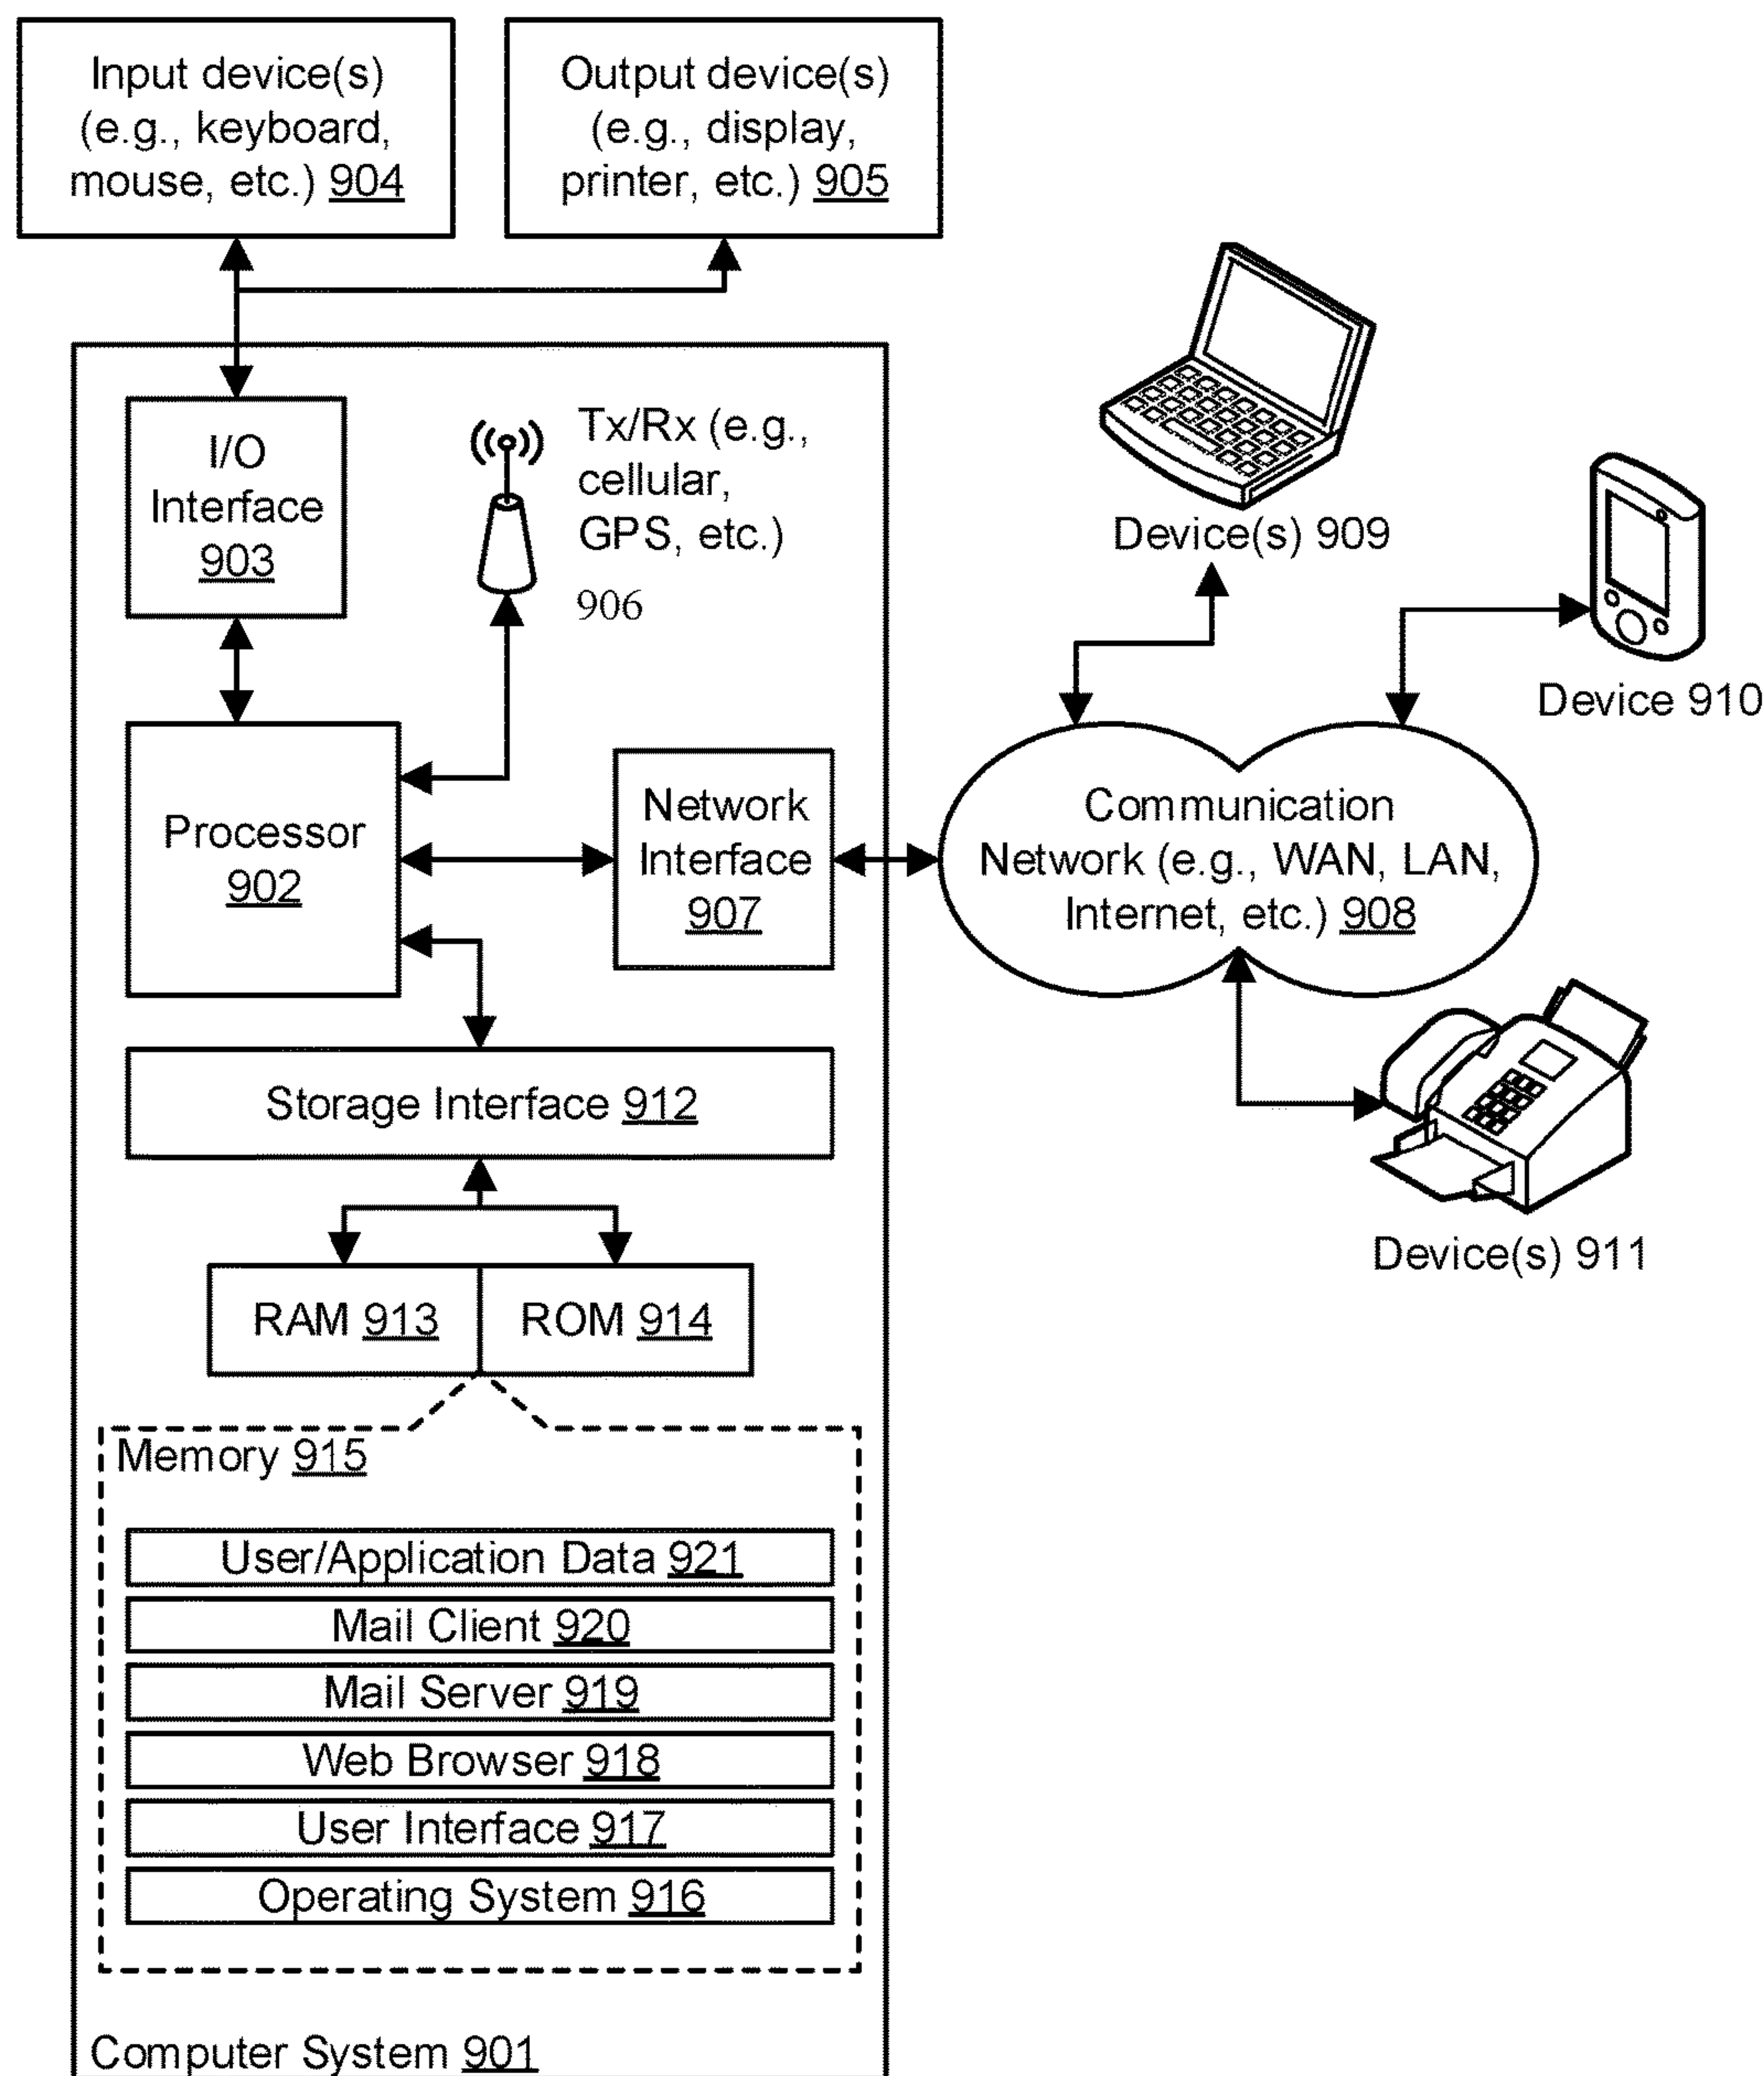 Input device(s)
(e.g., keyboard,
mouse, etc.) 904
Output device(s)
(e.g., display,
printer, etc.) 905
I/O
Interface
903
Tx/Rx (e.g.,
cellular,
GPS, etc.)
906
Device(s) 909
Device 910
Processor
902
Network
Interface
907
Communication
Network (e.g., WAN, LAN,
Internet, etc.) 908
Storage Interface 912
Device(s) 911
RAM 913
ROM 914
Memory 915
User/Application Data 921
Mail Client 920
Mail Server 919
Web Browser 918
User Interface 917
Operating System 916
Computer System 901